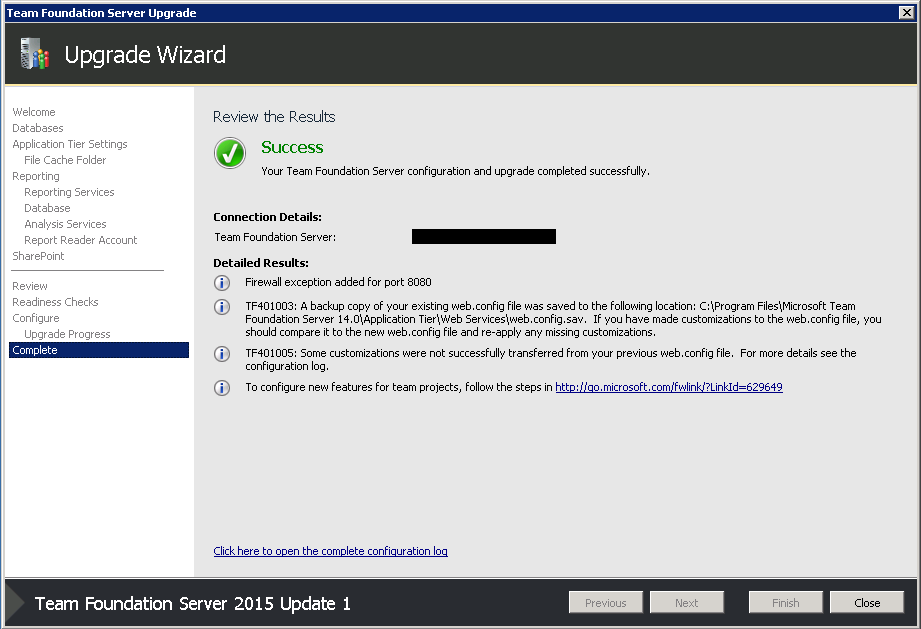 Team Foundation Server Upgrade
Upgrade Wizard
Welcome
Databases
Application Tier Settings
File Cache Folder
Reporting
Reporting Services
Database
Analysis Services
Report Reader Account
SharePoint
Review
Readiness Checks
Configure
Upgrade Progress
Complete
Review the Results
Success
Your Team Foundation Server configuration and upgrade completed successfully.
Connection Details:
Team Foundation Server:
Detailed Results:
Firewall exception added for port 8080
TF401003: A backup copy of your existing web.config file was saved to the following location: C:\Program Files\Microsoft Team
Foundation Server 14.0\Application Tier\Web Services\web.config.sav.  If you have made customizations to the web.config file, you
should compare it to the new web.config file and re-apply any missing customizations.
TF401005: Some customizations were not successfully transferred from your previous web.config file.  For more details see the
configuration log.
To configure new features for team projects, follow the steps in http://go.microsoft.com/fwlink/?LinkId=629649
Click here to open the complete configuration log
Team Foundation Server 2015 Update 1
Previous
Next
Finish
Close